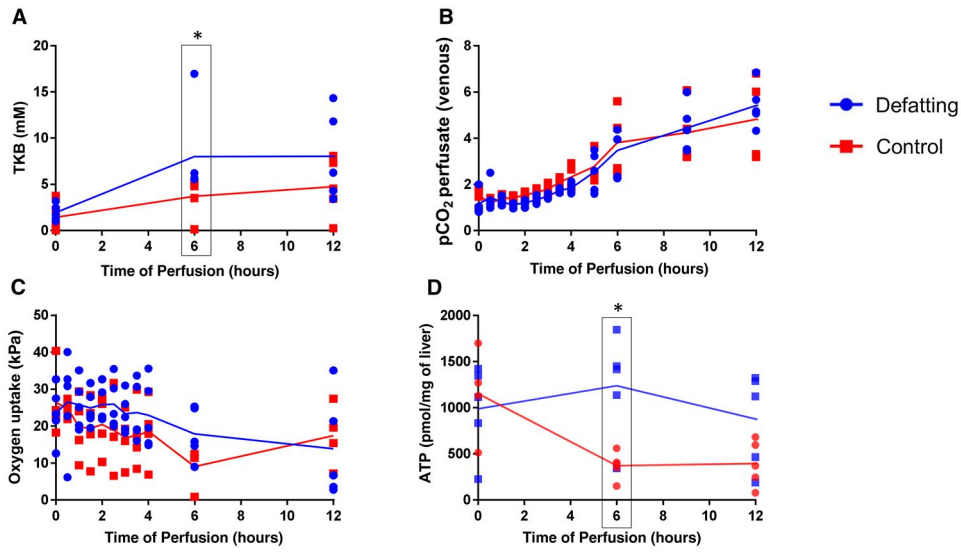 A
*
20
15
10
5
0
TKB (mM)
0 2 4 6 8 10 12
Time of Perfusion (hours)
B
8
6
4
2
0
pCO2 perfusate (venous)
0 2 4 6 8 10 12
Time of Perfusion (hours)
Defatting
Control
C
50
40
30
20
10
0
Oxygen uptake (kPa)
0 2 4 6 8 10 12
Time of Perfusion (hours)
D
*
2000
1500
1000
500
0
ATP (pmol/mg of liver)
0 2 4 6 8 10 12
Time of Perfusion (hours)